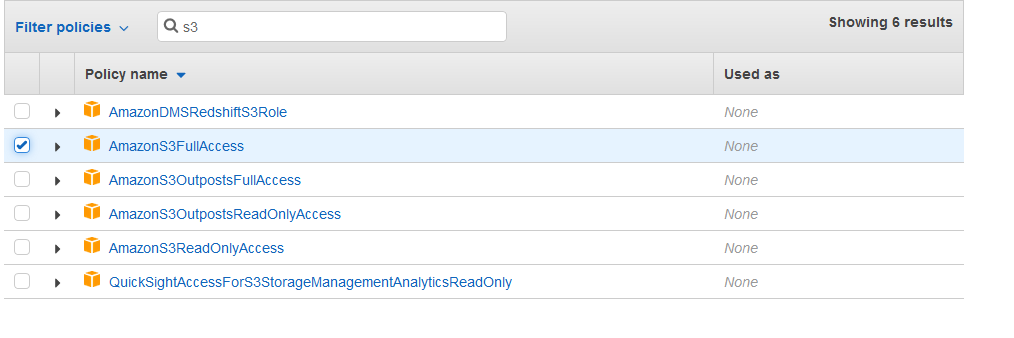 Filter policies
s3
Showing 6 results
Policy name Used as
AmazonDMSRedshiftS3Role None
AmazonS3FullAccess None
AmazonS3OutpostsFullAccess None
AmazonS3OutpostsReadOnlyAccess None
AmazonS3ReadOnlyAccess None
QuickSightAccessForS3StorageManagementAnalyticsReadOnly None